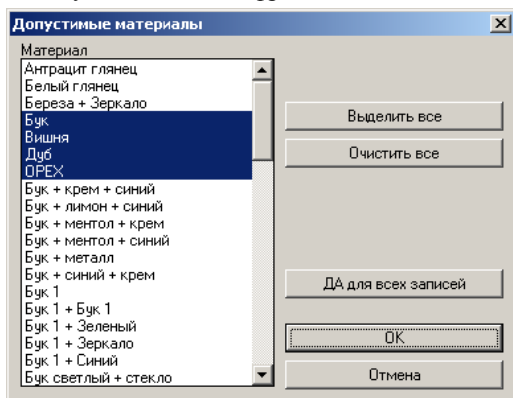 Допустимые материалы
Материал
Антрацит глянец
Белый глянец
Береза + Зеркало
Бук
Вишня
Дуб
ОРЕХ
Бук + крем + синий
Бук + лимон + синий
Бук + ментол + крем
Бук + ментол + синий
Бук + металл
Бук + синий + крем
Бук 1
Бук 1 + Бук 1
Бук 1 + Зеленый
Бук 1 + Зеркало
Бук 1 + Синий
Бук светлый + стекло
Выделить все
Очистить все
ДА для всех записей
OK
Отмена